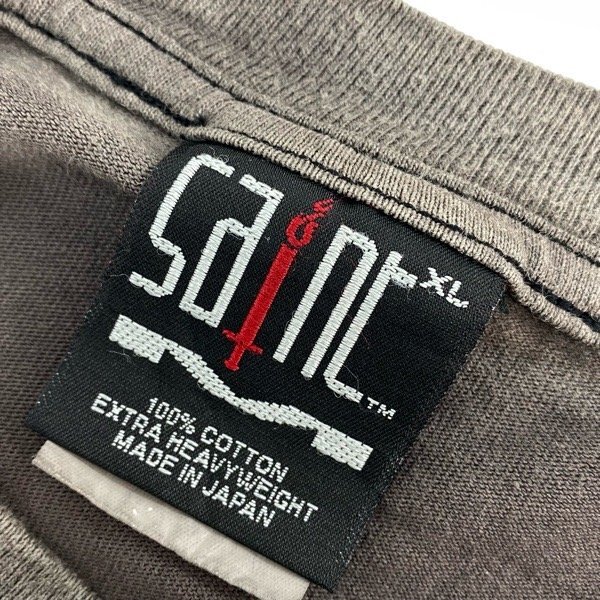 saint XL
TM
100% COTTON
EXTRA HEAVYWEIGHT
MADE IN JAPAN